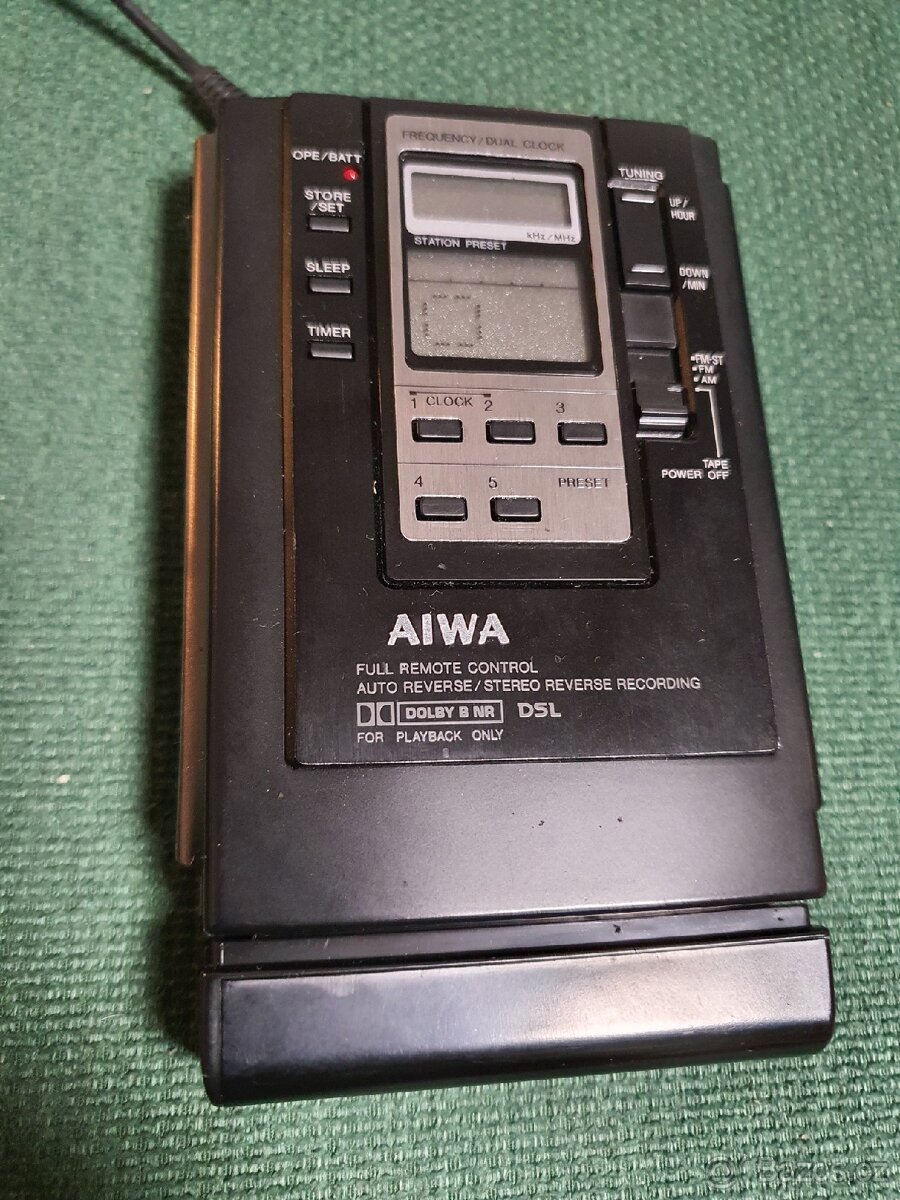 FREQUENCY/DUAL CLOCK
OPE/BATT
STORE
/SET
SLEEP
TIMER
kHz/MHz
STATION PRESET
TUNING
UP/
HOUR
DOWN
/MIN
•FM-ST
•FM
•AM
TAPE
POWER OFF
1 CLOCK 2 3
4 5 PRESET
AIWA
FULL REMOTE CONTROL
AUTO REVERSE/STEREO REVERSE RECORDING
DOLBY B NR DSL
FOR PLAYBACK ONLY
Bazos.cz